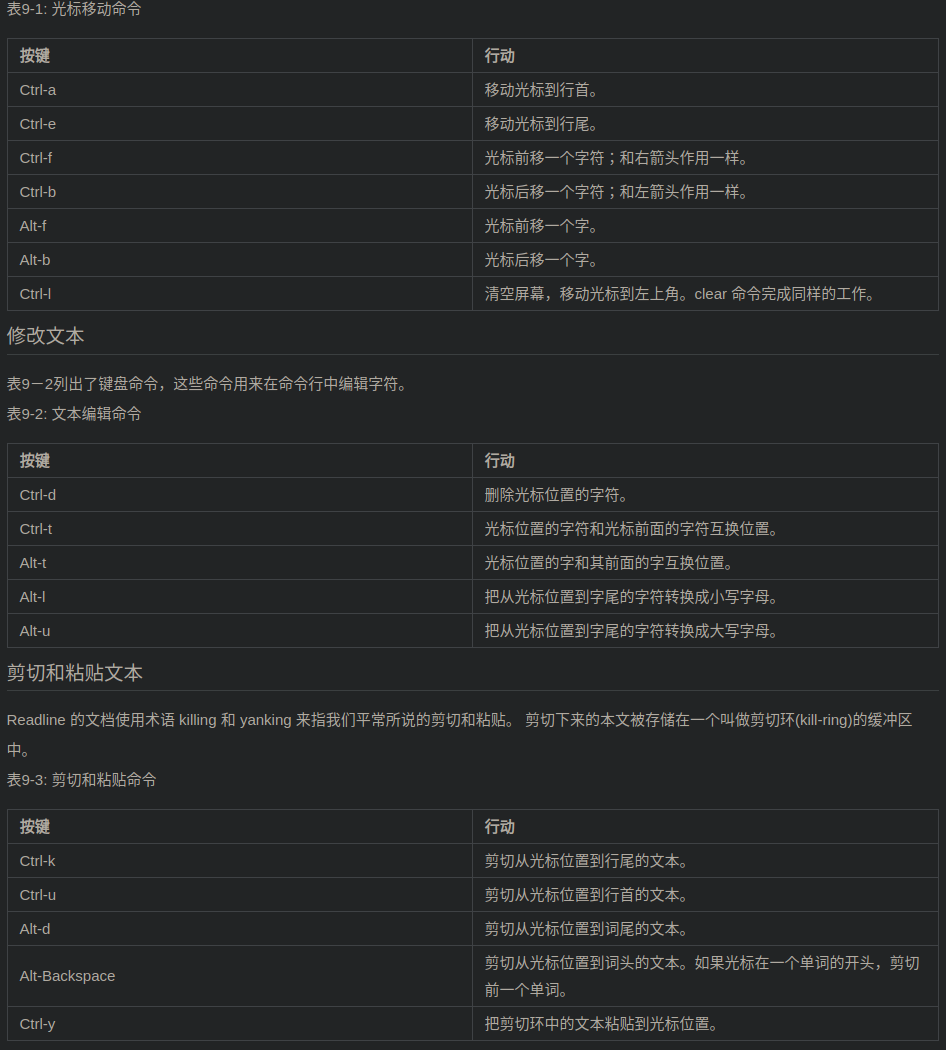 表9-1: 光标移动命令
按键 行动
Ctrl-a 移动光标到行首。
Ctrl-e 移动光标到行尾。
Ctrl-f 光标前移一个字符；和右箭头作用一样。
Ctrl-b 光标后移一个字符；和左箭头作用一样。
Alt-f 光标前移一个字。
Alt-b 光标后移一个字。
Ctrl-l 清空屏幕，移动光标到左上角。clear 命令完成同样的工作。
修改文本
表9－2列出了键盘命令，这些命令用来在命令行中编辑字符。
表9-2: 文本编辑命令
按键 行动
Ctrl-d 删除光标位置的字符。
Ctrl-t 光标位置的字符和光标前面的字符互换位置。
Alt-t 光标位置的字和其前面的字互换位置。
Alt-l 把从光标位置到字尾的字符转换成小写字母。
Alt-u 把从光标位置到字尾的字符转换成大写字母。
剪切和粘贴文本
Readline 的文档使用术语 killing 和 yanking 来指我们平常所说的剪切和粘贴。 剪切下来的本文被存储在一个叫做剪切环(kill-ring)的缓冲区
中。
表9-3: 剪切和粘贴命令
按键 行动
Ctrl-k 剪切从光标位置到行尾的文本。
Ctrl-u 剪切从光标位置到行首的文本。
Alt-d 剪切从光标位置到词尾的文本。
Alt-Backspace 剪切从光标位置到词头的文本。如果光标在一个单词的开头，剪切
前一个单词。
Ctrl-y 把剪切环中的文本粘贴到光标位置。